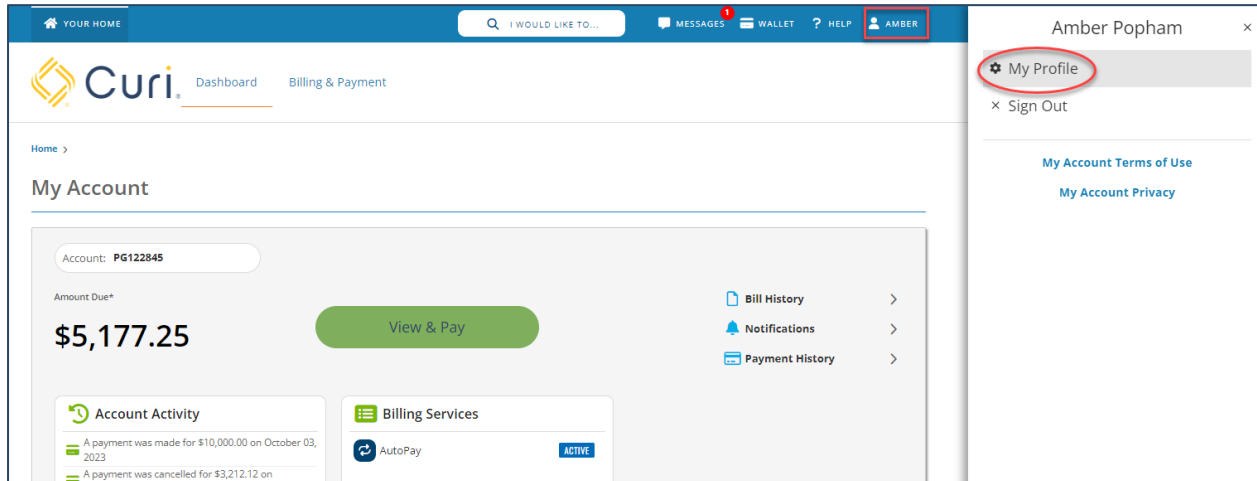 YOUR HOME
I WOULD LIKE TO...
1
MESSAGES
WALLET
? HELP
AMBER
Curi®
Dashboard
Billing & Payment
Home >
My Account
Account: PG122845
Amount Due*
$5,177.25
View & Pay
Bill History
Notifications
Payment History
Account Activity
A payment was made for $10,000.00 on October 03,
2023
A payment was cancelled for $3,212.12 on
Billing Services
AutoPay
ACTIVE
Amber Popham
×
My Profile
× Sign Out
My Account Terms of Use
My Account Privacy